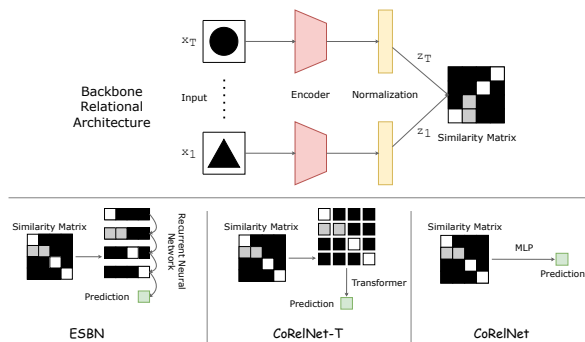 x_T
z_T
Backbone
Relational
Architecture
Input
Encoder
Normalization
Similarity Matrix
x_1
z_1
Similarity Matrix
Recurrent Neural
Network
Prediction
ESBN
Similarity Matrix
Transformer
Prediction
CoRelNet-T
Similarity Matrix
MLP
Prediction
CoRelNet